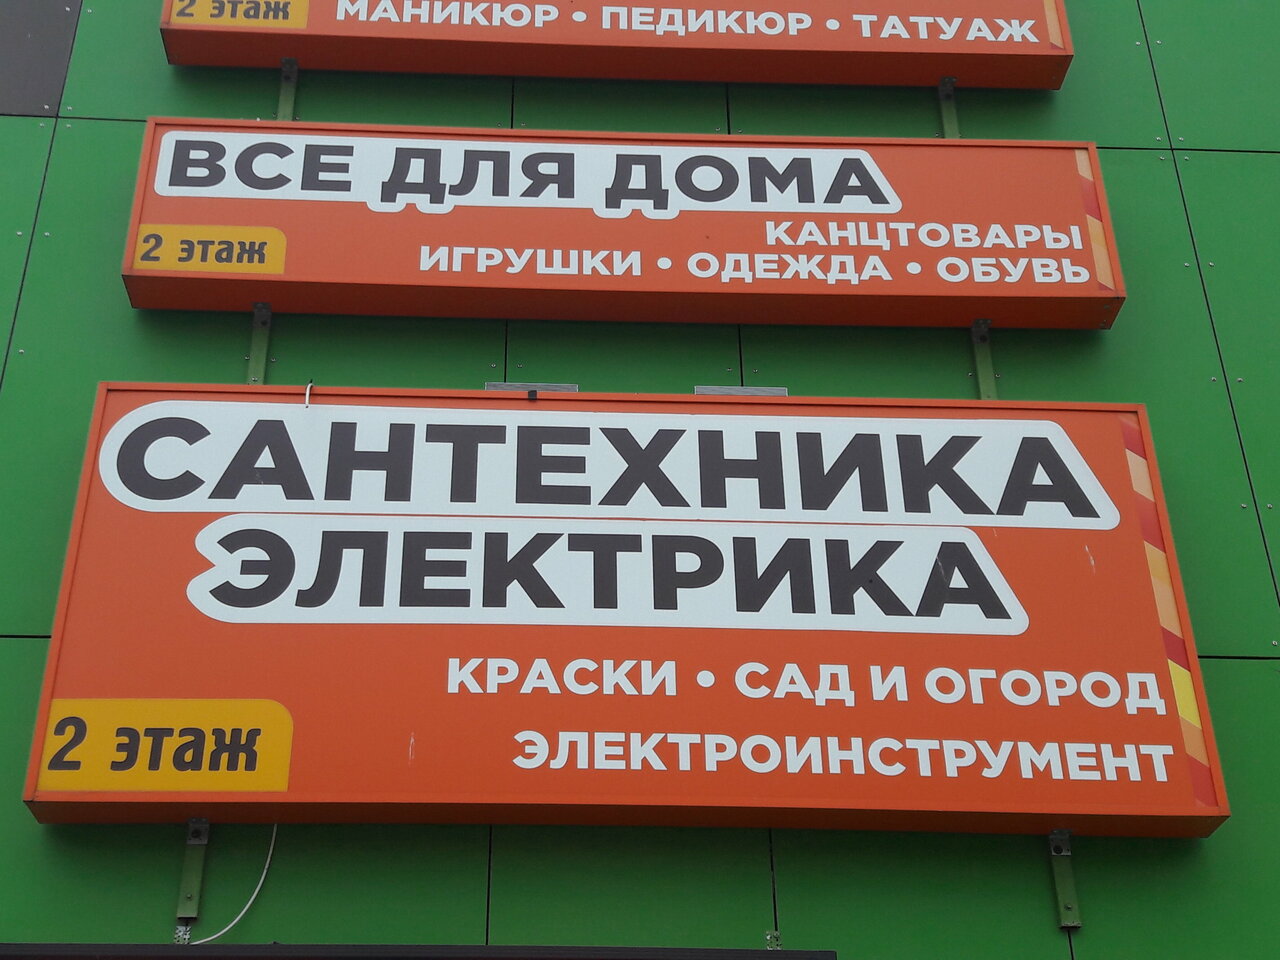 2 этаж
МАНИКЮР • ПЕДИКЮР • ТАТУАЖ
ВСЕ ДЛЯ ДОМА
КАНЦТОВАРЫ
2 этаж
ИГРУШКИ • ОДЕЖДА • ОБУВЬ
САНТЕХНИКА
ЭЛЕКТРИКА
КРАСКИ • САД И ОГОРОД
2 этаж
ЭЛЕКТРОИНСТРУМЕНТ